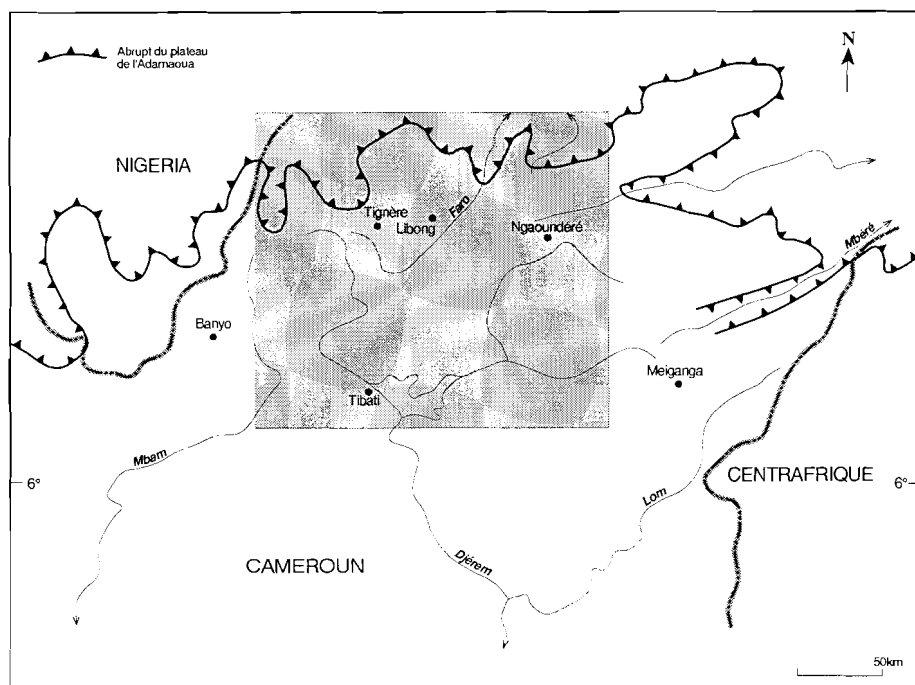 Abrupt du plateau
de l'Adamaoua
N
NIGERIA
Tignère
Libong
Faro
Ngaoundéré
Mbéré
Banyo
Meiganga
Tibati
Mbam
6°
CENTRAFRIQUE
6°
Lom
Djérem
CAMEROUN
50km